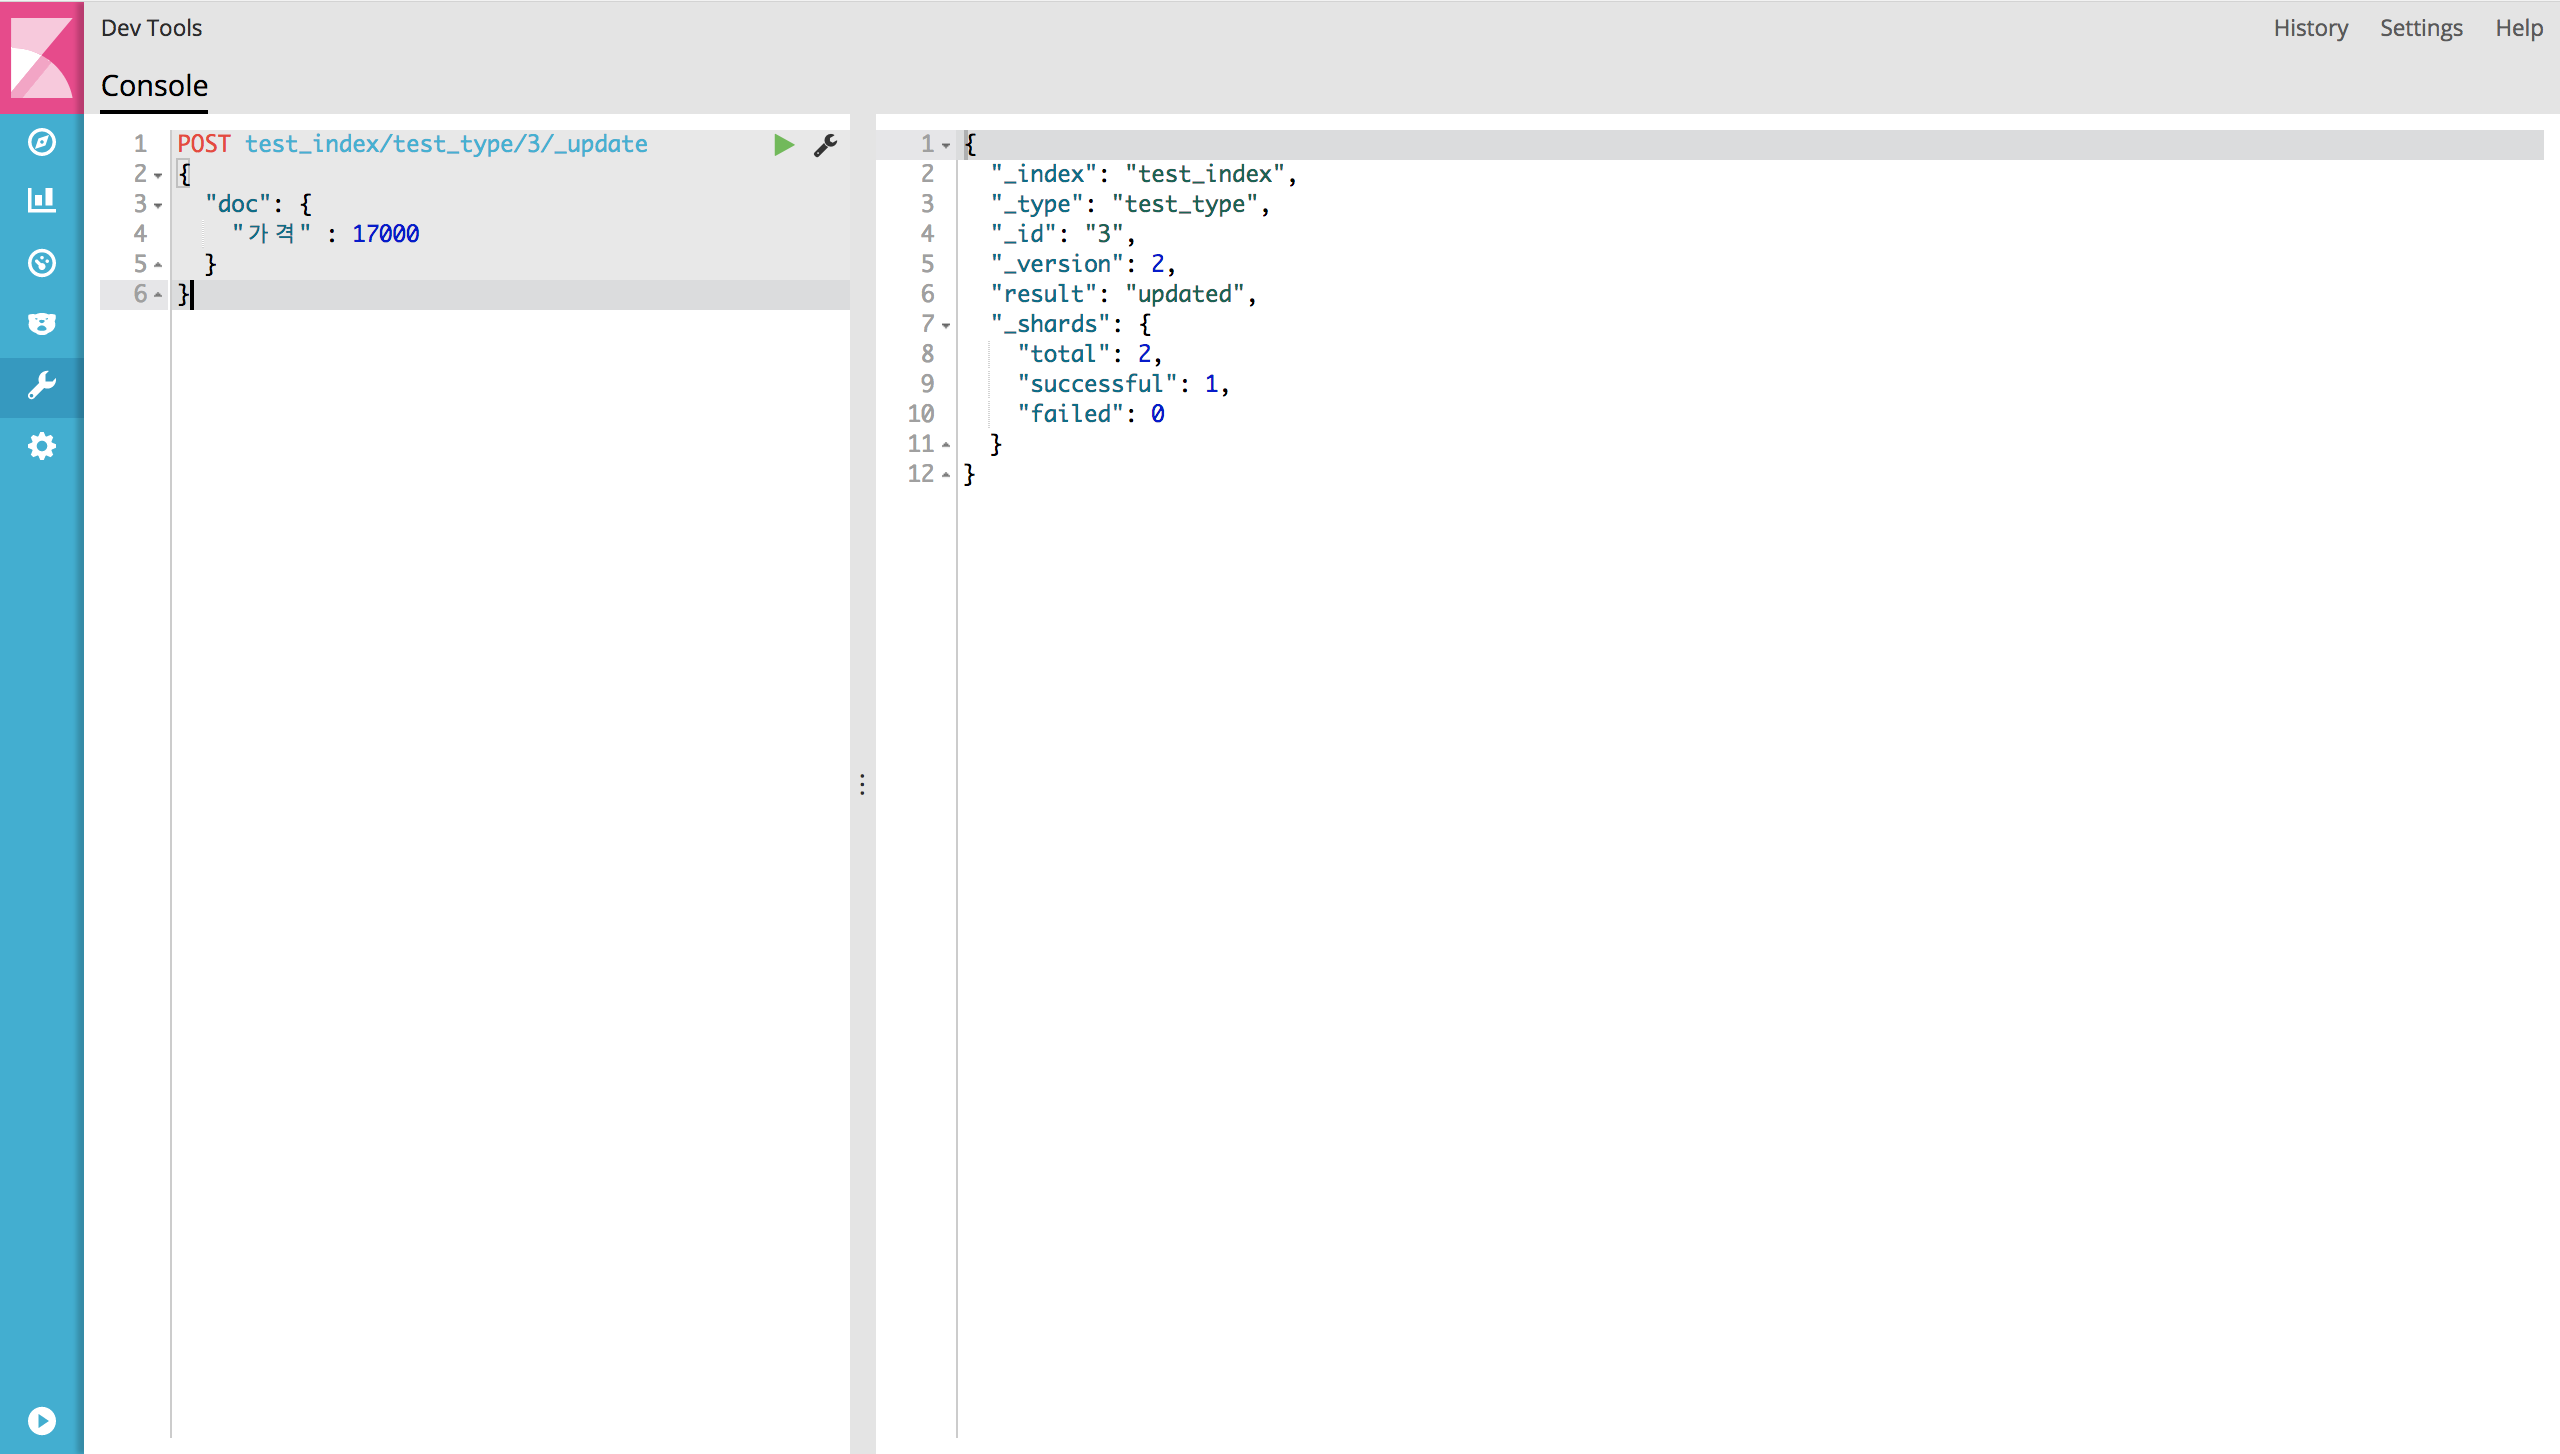 Dev Tools
History Settings Help
Console
1 POST test_index/test_type/3/_update
2 {
3 "doc": {
4 "가격" : 17000
5 }
6 }
1 {
2 "_index": "test_index",
3 "_type": "test_type",
4 "_id": "3",
5 "_version": 2,
6 "result": "updated",
7 "_shards": {
8 "total": 2,
9 "successful": 1,
10 "failed": 0
11 }
12 }